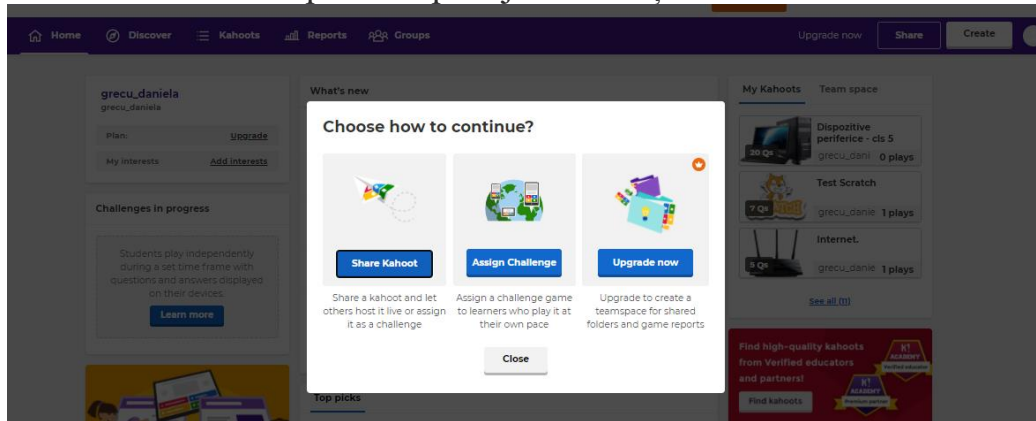 Home Discover Kahoots Reports Groups Upgrade now Share Create
grecu_daniela
grecu_daniela
Plan: Upgrade
My interests Add interests
Challenges in progress
Students play independently
during a set time frame with
questions and answers displayed
on their devices.
Learn more
What's new
Choose how to continue?
Share Kahoot
Share a kahoot and let
others host it live or assign
it as a challenge
Assign Challenge
Assign a challenge game
to learners who play it at
their own pace
Upgrade now
Upgrade to create a
teamspace for shared
folders and game reports
Close
Top picks
My Kahoots Team space
Dispozitive
periferice - cls 5
20 Qs grecu_dani 0 plays
Test Scratch
7 Qs grecu_danie 1 plays
Internet.
5 Qs grecu_danie 1 plays
See all (11)
Find high-quality kahoots
from Verified educators
and partners!
Find kahoots
K!
ACADEMY
Verified educator
K!
ACADEMY
Premium partner